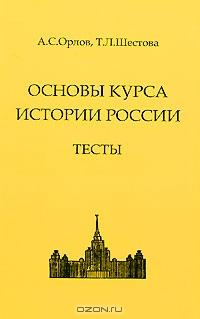 А.С.Орлов, Т.Л.Шестова
ОСНОВЫ КУРСА
ИСТОРИИ РОССИИ
ТЕСТЫ
OZON.ru